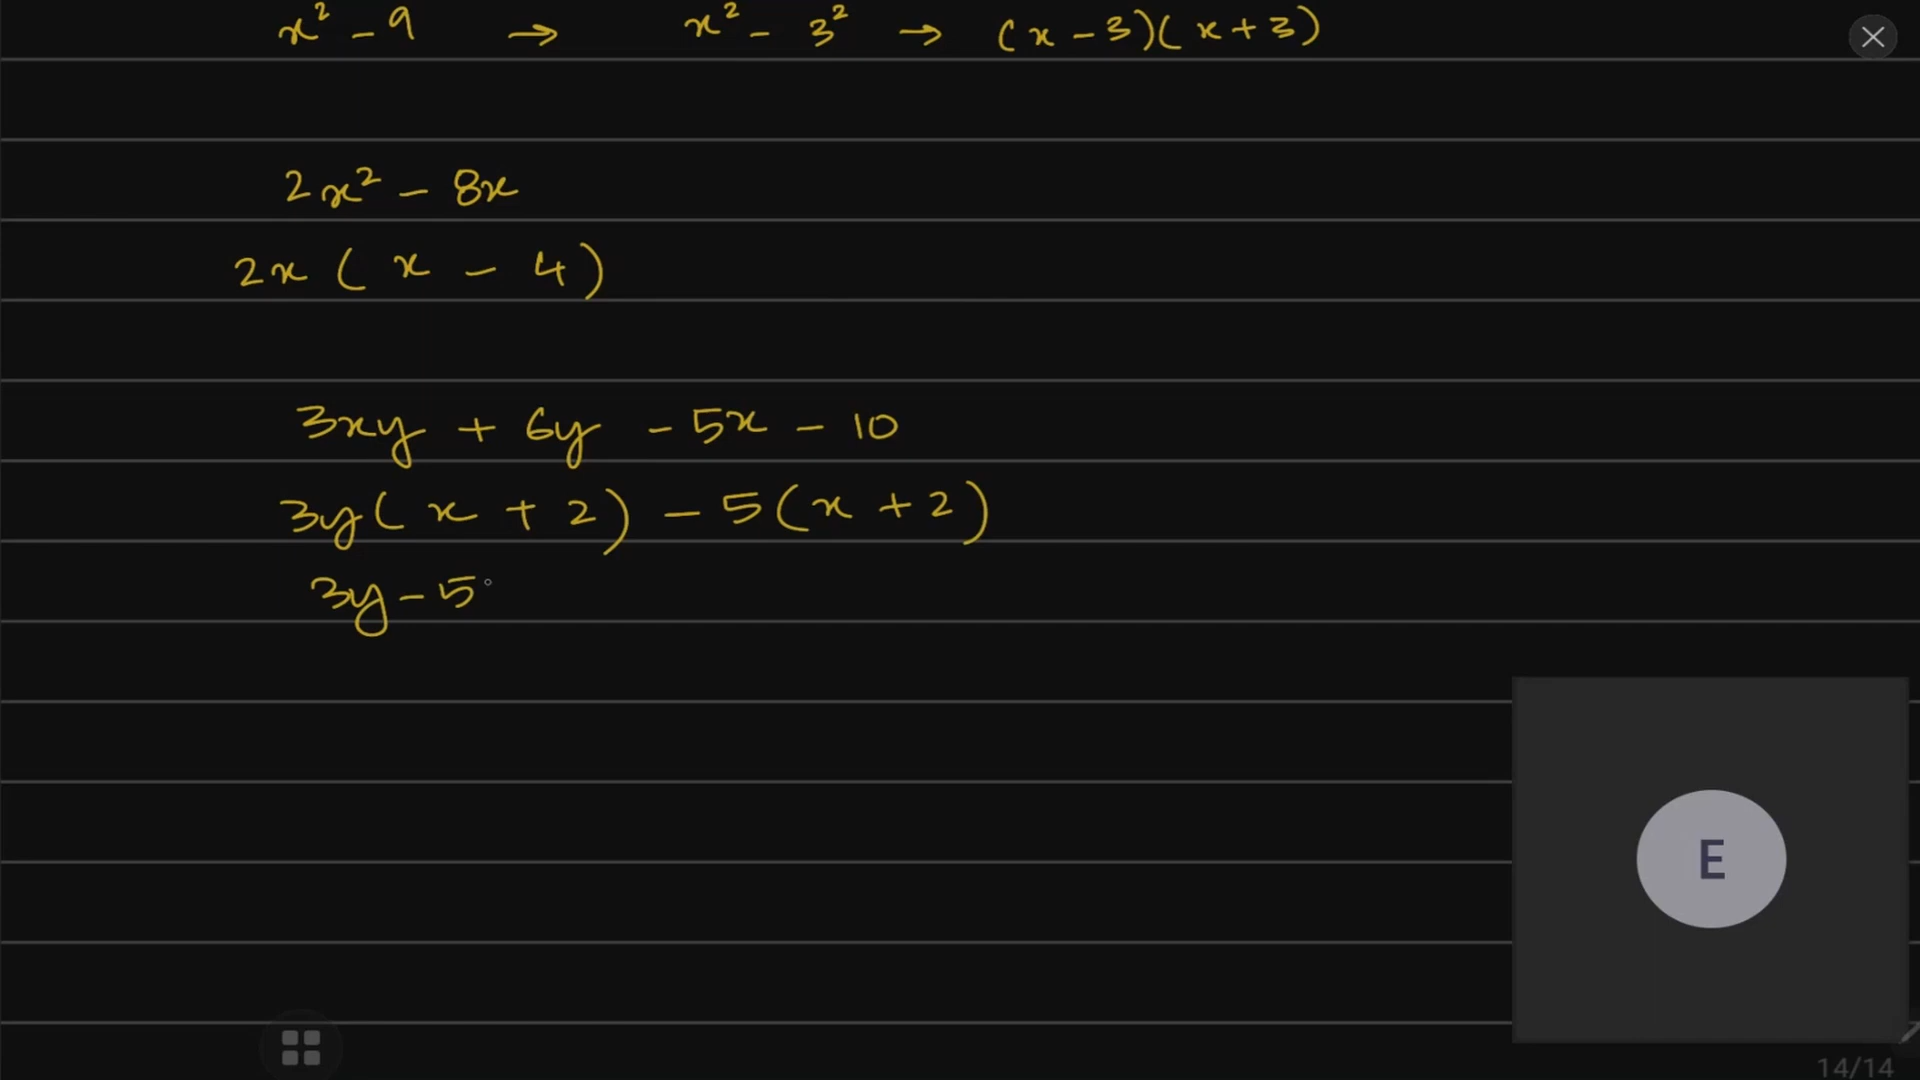 x² - 9 → x² - 3² → (x - 3)(x + 3)
2x² - 8x
2x ( x - 4 )
3xy + 6y - 5x - 10
3y ( x + 2 ) - 5 ( x + 2 )
3y - 5
E
14/14